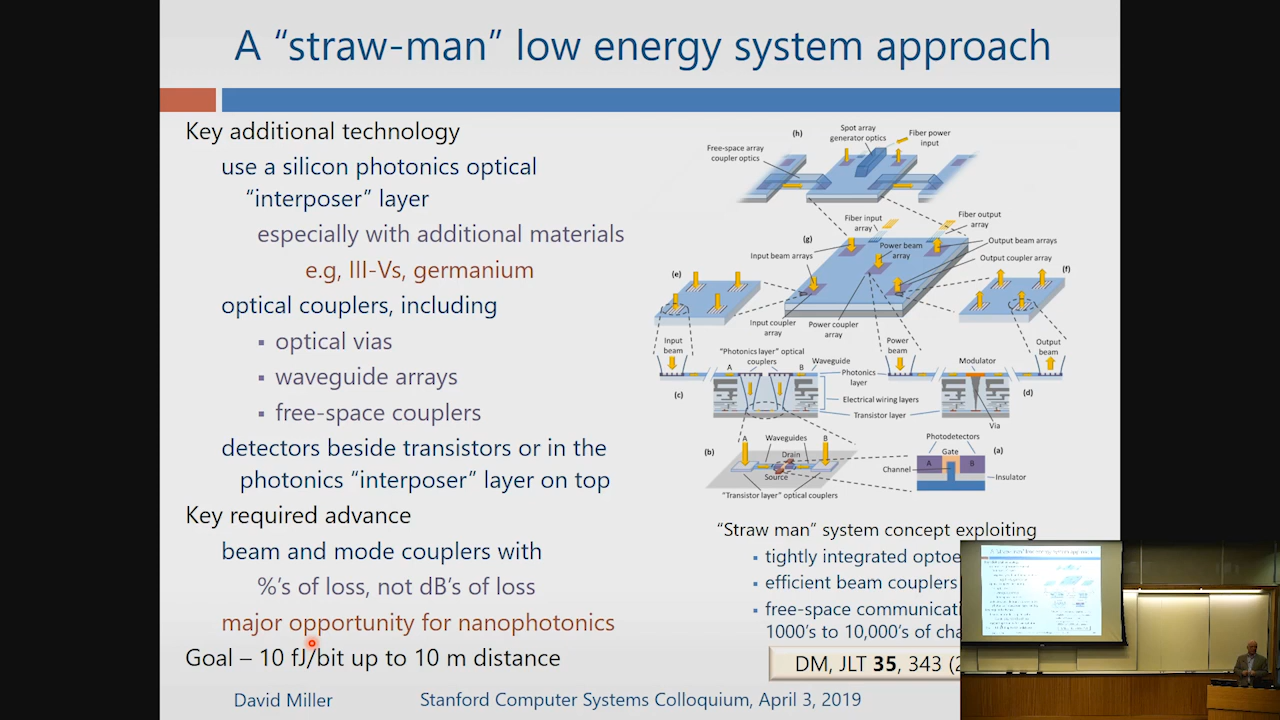 A “straw-man” low energy system approach
Key additional technology
use a silicon photonics optical
“interposer” layer
especially with additional materials
e.g, III-Vs, germanium
optical couplers, including
▪ optical vias
▪ waveguide arrays
▪ free-space couplers
detectors beside transistors or in the
photonics “interposer” layer on top
Key required advance
beam and mode couplers with
%’s of loss, not dB’s of loss
major opportunity for nanophotonics
Goal – 10 fJ/bit up to 10 m distance
(h)
Spot array
generator optics
Fiber power
input
Free-space array
coupler optics
Fiber input
array
Fiber output
array
(g)
Power beam
array
Output beam arrays
Input beam arrays
Output coupler array
(e)
(f)
Input coupler
array
Power coupler
array
Input
beam
“Photonics layer” optical
couplers
Waveguide
Power
beam
Modulator
Output
beam
A
B
Photonics
layer
(c)
Electrical wiring layers
(d)
Transistor layer
Via
(b)
A
Waveguides
B
Drain
Source
“Transistor layer” optical couplers
Photodetectors
(a)
Gate
A
B
Channel
Insulator
“Straw man” system concept exploiting
▪ tightly integrated optoe
▪ efficient beam couplers
▪ free-space communicati
1000’s to 10,000’s of cha
DM, JLT 35, 343 (2
David Miller
Stanford Computer Systems Colloquium, April 3, 2019
A “straw-man” low energy system approach